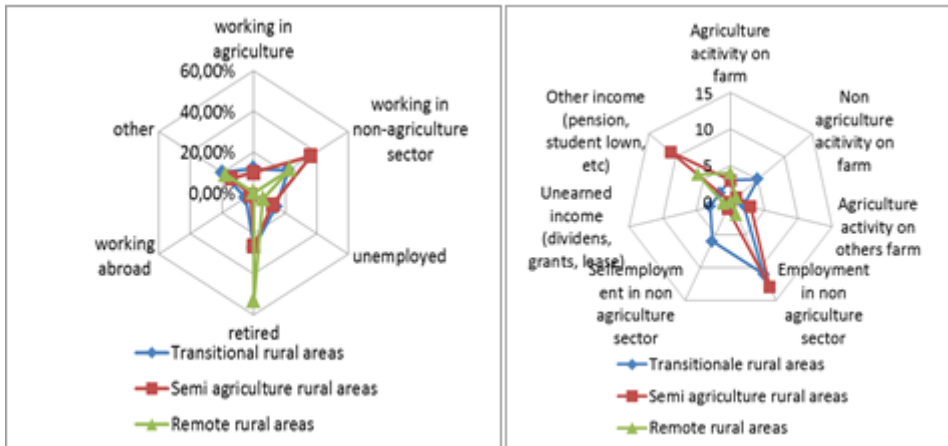 working in
agriculture
60,00%
40,00%
20,00%
0,00%
working in
non-agriculture
sector
unemployed
retired
working
abroad
other
Transitional rural areas
Semi agriculture rural areas
Remote rural areas
Agriculture
acitivity on
farm
15
10
5
0
Non
agriculture
acitivity on
farm
Agriculture
activity on
others farm
Employment
in non
agriculture
sector
Selfemploym
ent in non
agriculture
sector
Unearned
income
(dividens,
grants, lease)
Other income
(pension,
student lown,
etc)
Transitionale rural areas
Semi agriculture rural areas
Remote rural areas